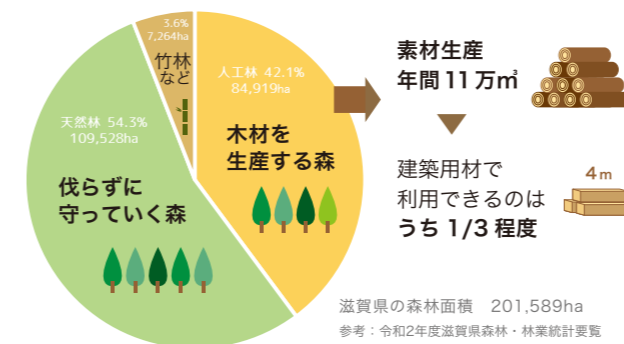 3.6%
7,264ha
竹林
など
人工林 42.1%
84,919ha
木材を
生産する森
天然林 54.3%
109,528ha
伐らずに
守っていく森
素材生産
年間11万㎥
建築用材で
利用できるのは
うち 1/3 程度
4m
滋賀県の森林面積 201,589ha
参考：令和2年度滋賀県森林・林業統計要覧